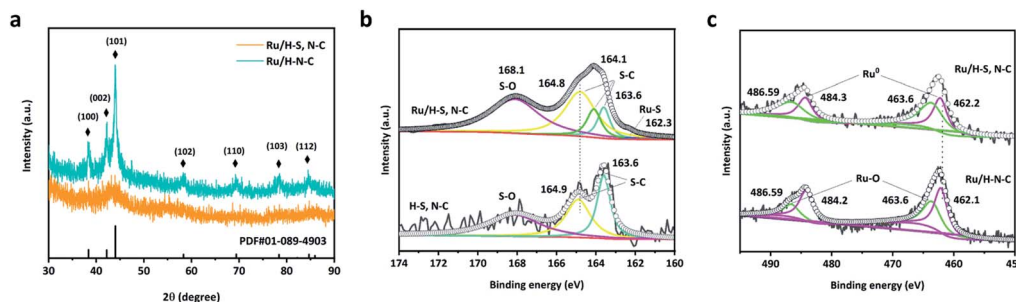 a
Intensity (a.u.)
(101)
(002)
(100)
(102)
(110)
(103)
(112)
Ru/H-S, N-C
Ru/H-N-C
PDF#01-089-4903
30 40 50 60 70 80 90
2θ (degree)
b
Intensity (a.u.)
168.1
S-O
164.8
164.1
S-C
163.6
Ru-S
162.3
Ru/H-S, N-C
163.6
S-C
164.9
S-O
H-S, N-C
174 172 170 168 166 164 162 160
Binding energy (eV)
c
Intensity (a.u.)
Ru⁰
Ru/H-S, N-C
486.59
484.3
463.6
462.2
Ru-O
Ru/H-N-C
486.59
484.2
463.6
462.1
495 480 465 45
Binding energy (eV)